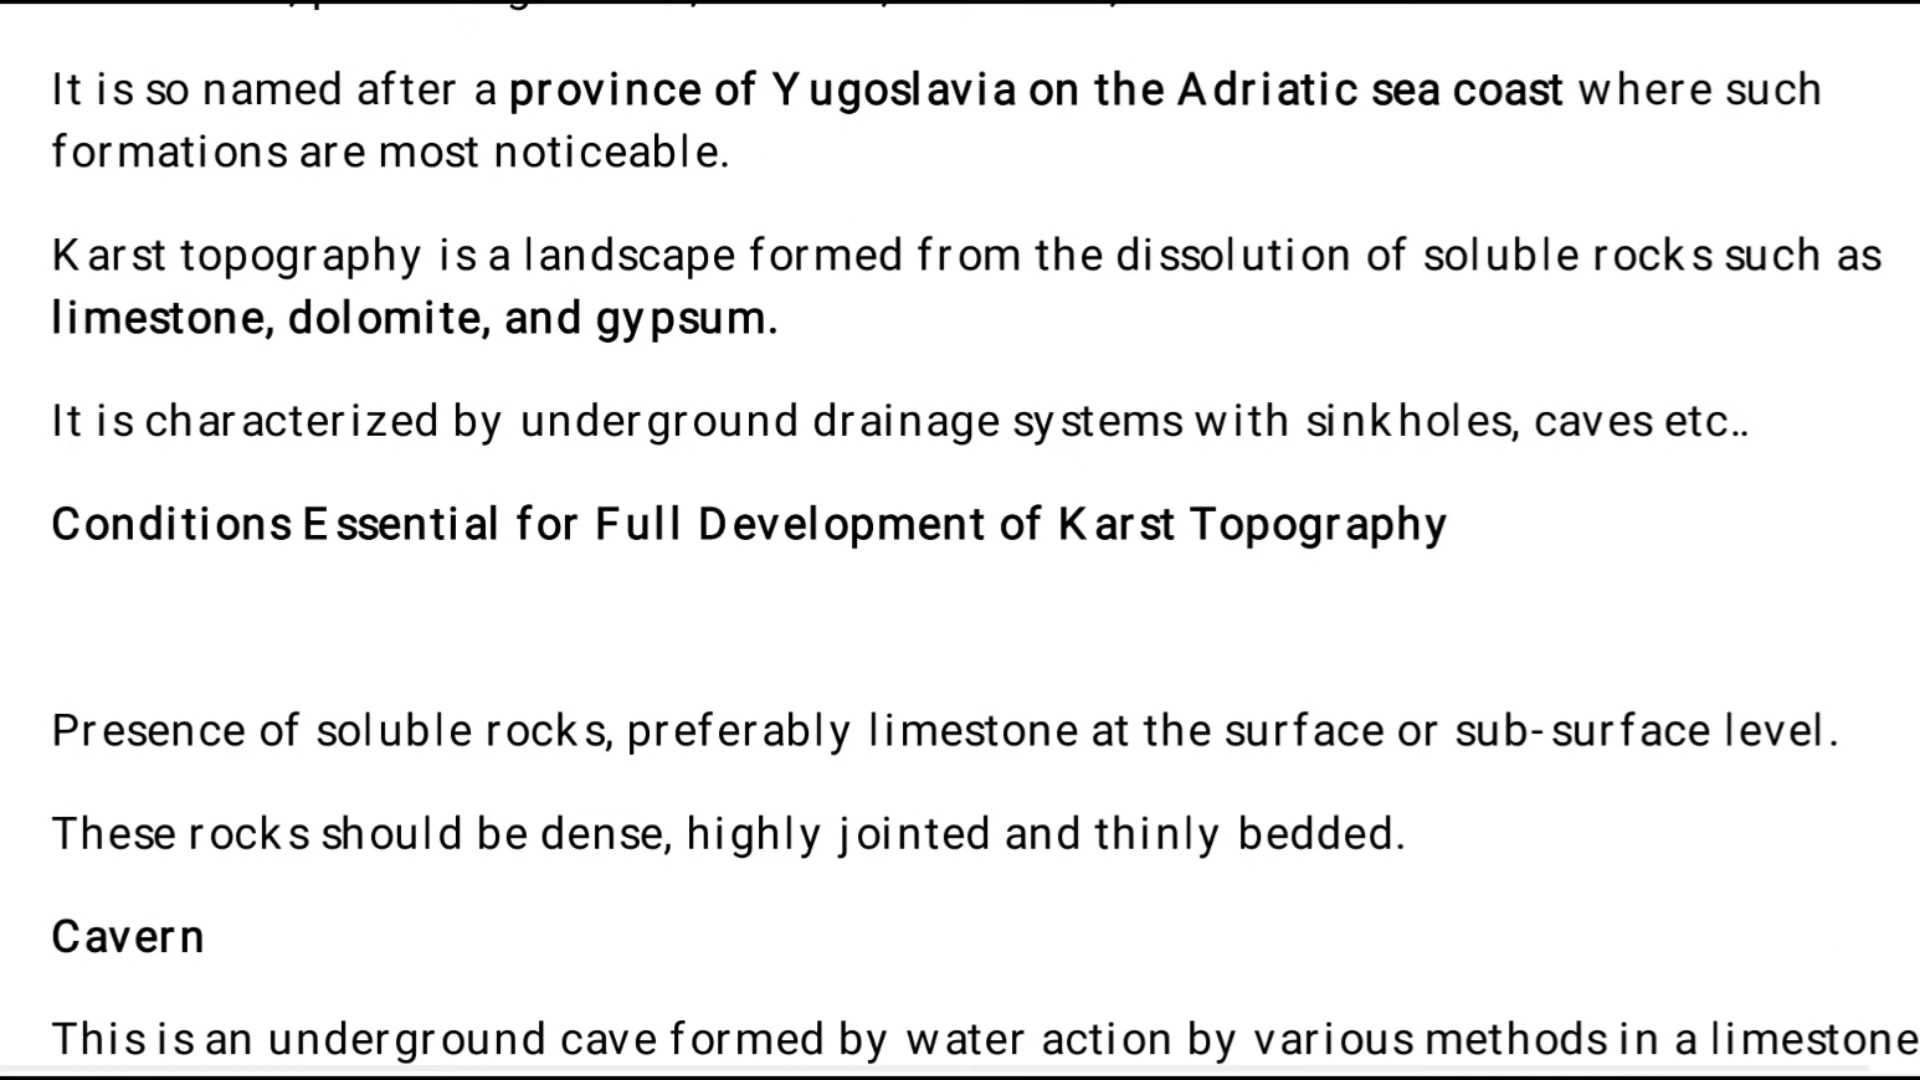 It is so named after a province of Yugoslavia on the Adriatic sea coast where such
formations are most noticeable.
Karst topography is a landscape formed from the dissolution of soluble rocks such as
limestone, dolomite, and gypsum.
It is characterized by underground drainage systems with sinkholes, caves etc..
Conditions Essential for Full Development of Karst Topography
Presence of soluble rocks, preferably limestone at the surface or sub-surface level.
These rocks should be dense, highly jointed and thinly bedded.
Cavern
This is an underground cave formed by water action by various methods in a limestone